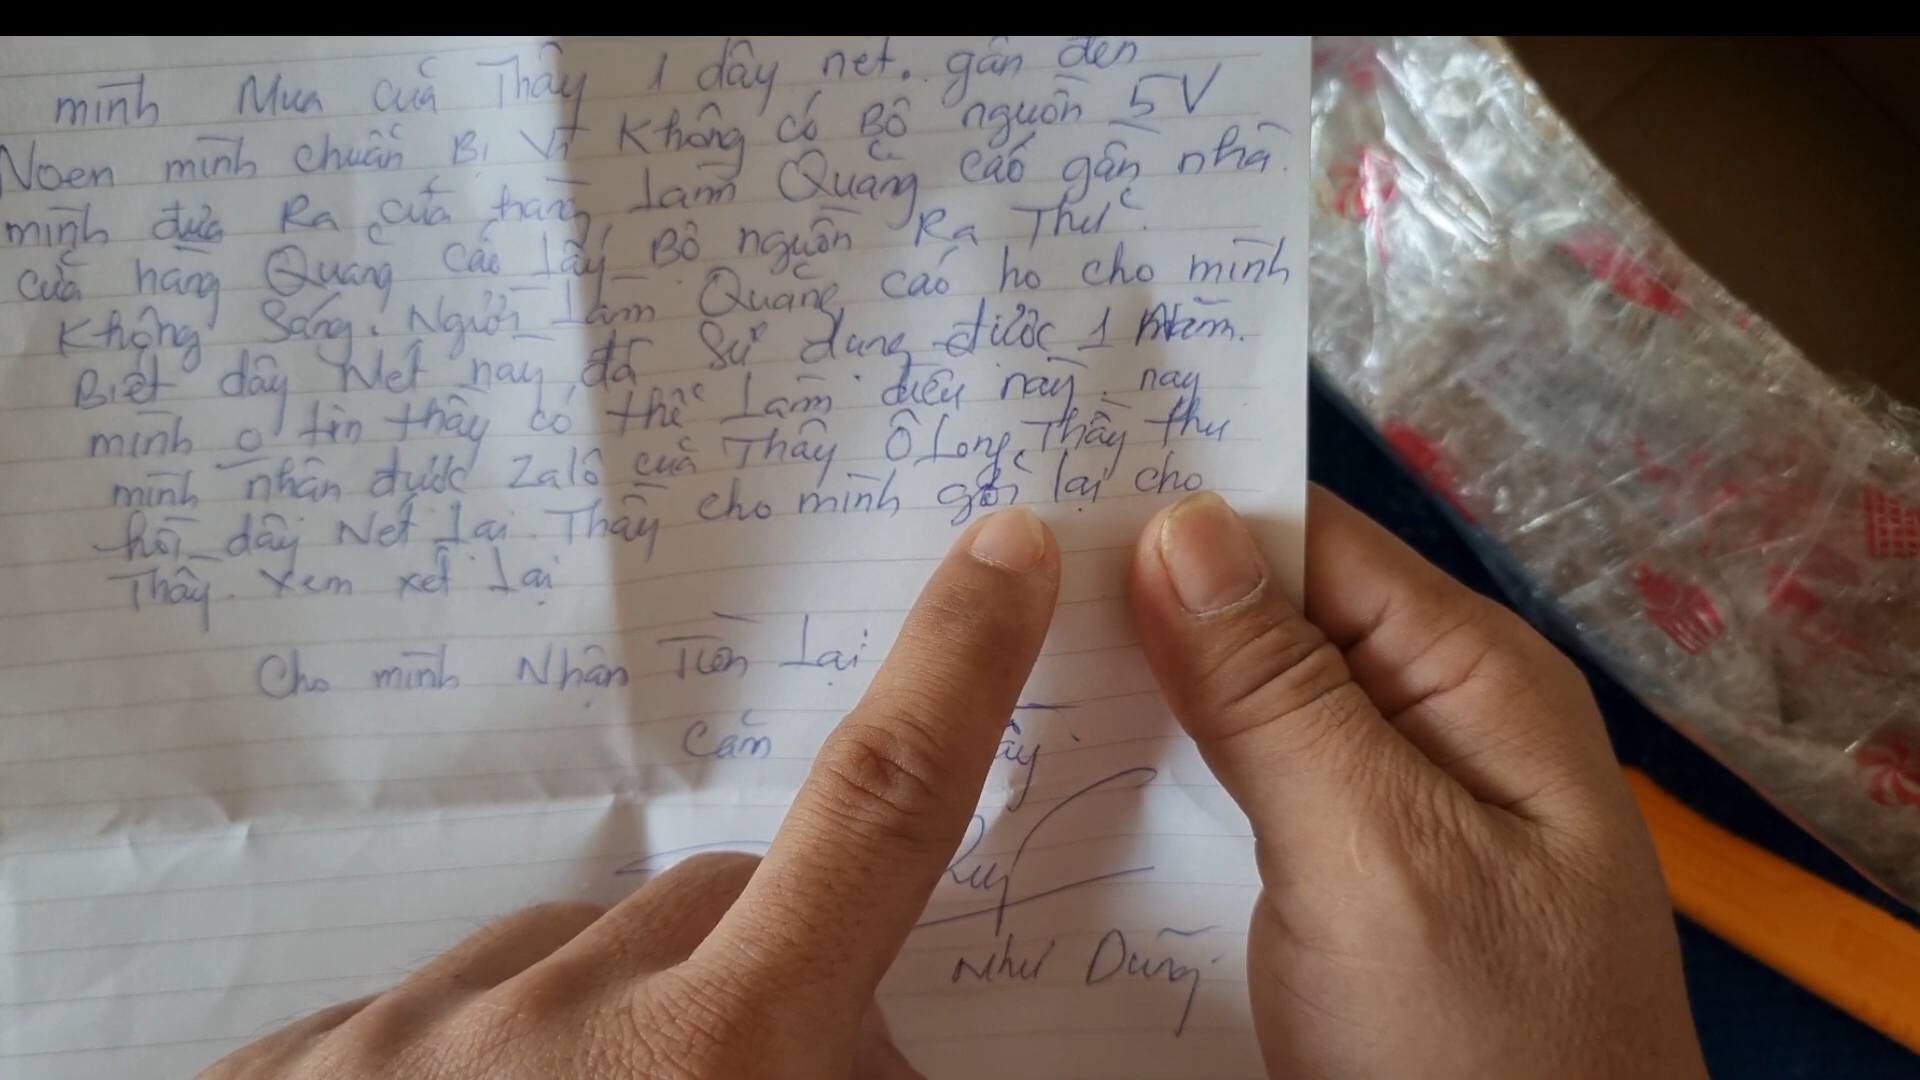 mình Mua của Thầy 1 dây net. gần đến
Noen mình chuẩn Bị Vì Không có Bộ nguồn 5V
mình đưa Ra cửa hàng làm Quảng cáo gần nhà.
cửa hàng Quảng cáo lấy Bộ nguồn Ra Thử.
Không Sáng. Người làm Quảng cáo họ cho mình
Biết dây Net này đã Sử dụng được 1 Năm.
mình o tin thầy có thể làm điều này. nay
mình nhận được Zalô của Thầy Ô Long, Thầy thu
hồi dây Net lại. Thầy cho mình gởi lại cho
Thầy. xem xét lại
Cho mình Nhận Tiền lại
Cám
Như Dũng